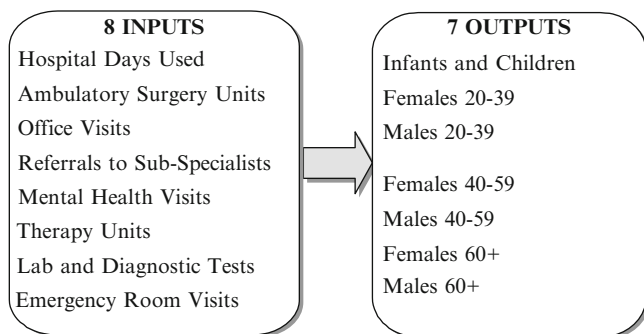 8 INPUTS
Hospital Days Used
Ambulatory Surgery Units
Office Visits
Referrals to Sub-Specialists
Mental Health Visits
Therapy Units
Lab and Diagnostic Tests
Emergency Room Visits
7 OUTPUTS
Infants and Children
Females 20-39
Males 20-39
Females 40-59
Males 40-59
Females 60+
Males 60+